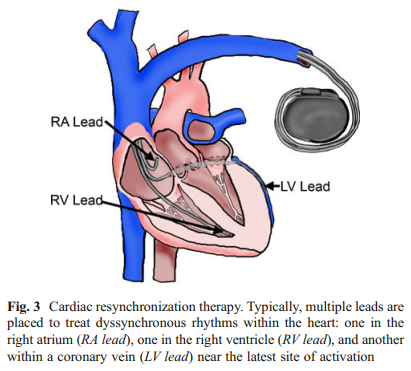 RA Lead
RV Lead
LV Lead
Fig. 3 Cardiac resynchronization therapy. Typically, multiple leads are
placed to treat dyssynchronous rhythms within the heart: one in the
right atrium (RA lead), one in the right ventricle (RV lead), and another
within a coronary vein (LV lead) near the latest site of activation